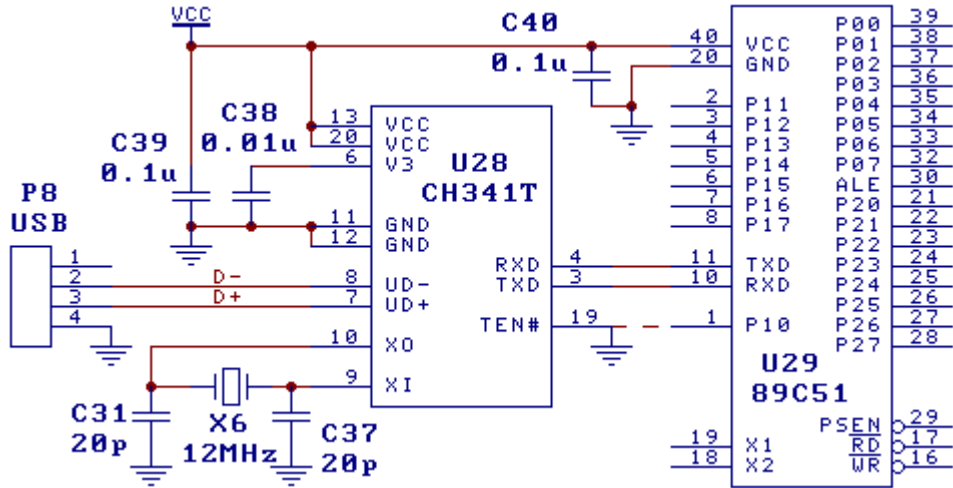 VCC
C40
0.1u
C38
0.01u
C39
0.1u
P8
USB
1
2
3
4
D-
D+
13 VCC
20 VCC
6 V3
U28
CH341T
11 GND
12 GND
8 UD-
7 UD+
10 XO
9 XI
RXD 4
TXD 3
TEN# 19
C31
20p
X6
12MHz
C37
20p
40 VCC
20 GND
2 P11
3 P12
4 P13
5 P14
6 P15
7 P16
8 P17
11 TXD
10 RXD
1 P10
U29
89C51
19 X1
18 X2
P00 39
P01 38
P02 37
P03 36
P04 35
P05 34
P06 33
P07 32
ALE 30
P20 21
P21 22
P22 23
P23 24
P24 25
P25 26
P26 27
P27 28
PSEN 29
RD 17
WR 16